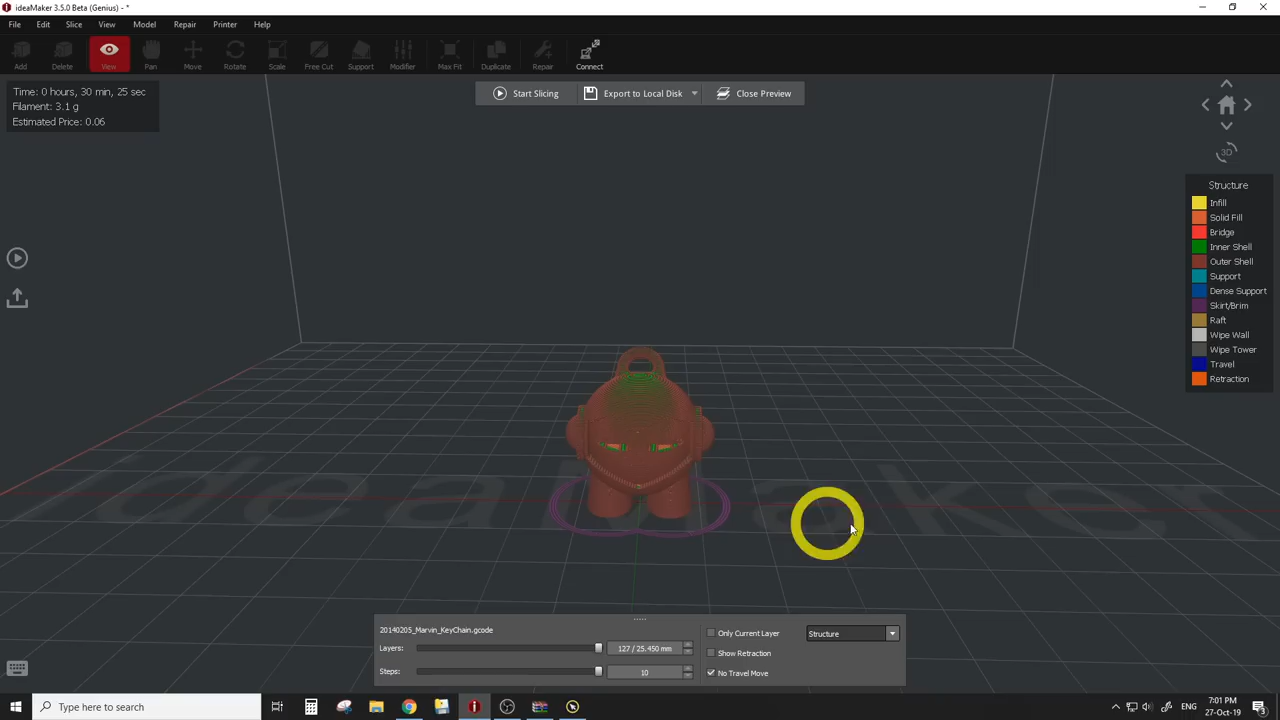 ideaMaker 3.5.0 Beta (Genius) - *
File Edit Slice View Model Repair Printer Help
Add Delete View Pan Move Rotate Scale Free Cut Support Modifier Max Fit Duplicate Repair Connect
Time: 0 hours, 30 min, 25 sec
Filament: 3.1 g
Estimated Price: 0.06
Start Slicing Export to Local Disk Close Preview
3D
Structure
Infill
Solid Fill
Bridge
Inner Shell
Outer Shell
Support
Dense Support
Skirt/Brim
Raft
Wipe Wall
Wipe Tower
Travel
Retraction
ideaMaker
20140205_Marvin_KeyChain.gcode
Layers: 127 / 25.450 mm
Steps: 10
Only Current Layer
Show Retraction
No Travel Move
Structure
Type here to search
ENG
7:01 PM
27-Oct-19
3